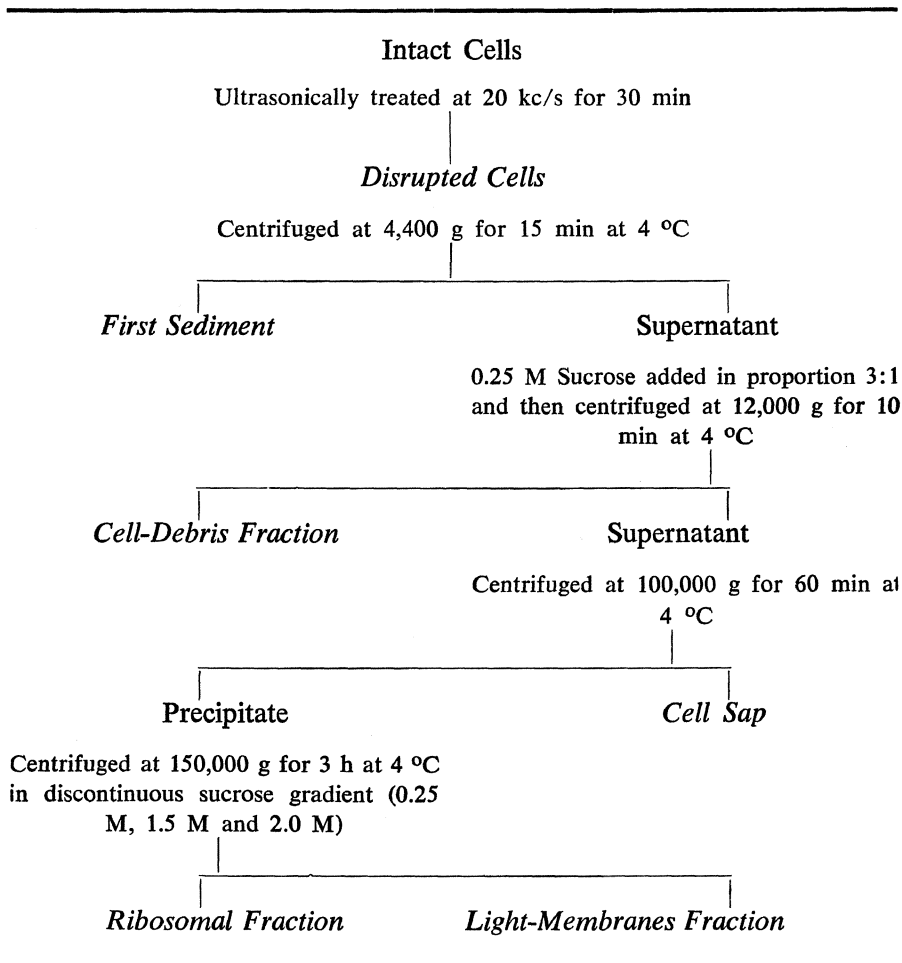 Intact Cells
Ultrasonically treated at 20 kc/s for 30 min
Disrupted Cells
Centrifuged at 4,400 g for 15 min at 4 ºC
First Sediment
Supernatant
0.25 M Sucrose added in proportion 3:1
and then centrifuged at 12,000 g for 10
min at 4 ºC
Cell-Debris Fraction
Supernatant
Centrifuged at 100,000 g for 60 min at
4 ºC
Precipitate
Cell Sap
Centrifuged at 150,000 g for 3 h at 4 ºC
in discontinuous sucrose gradient (0.25
M, 1.5 M and 2.0 M)
Ribosomal Fraction
Light-Membranes Fraction